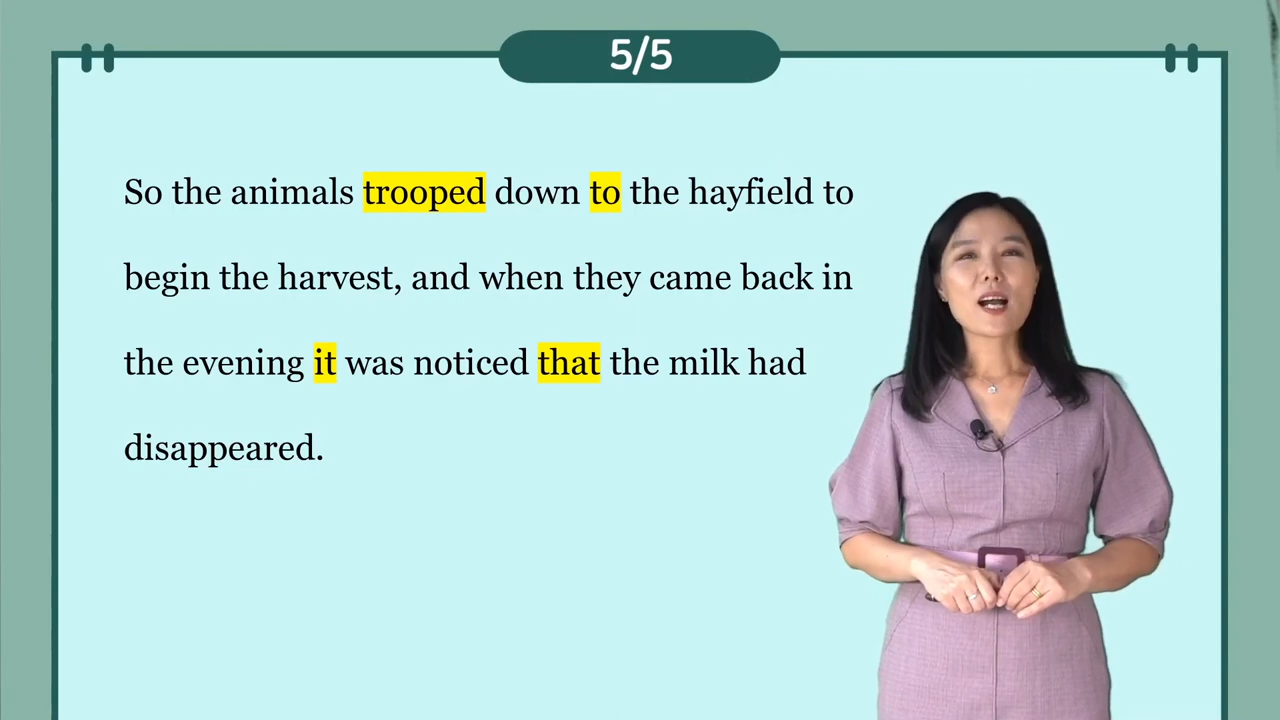 5/5
So the animals trooped down to the hayfield to
begin the harvest, and when they came back in
the evening it was noticed that the milk had
disappeared.